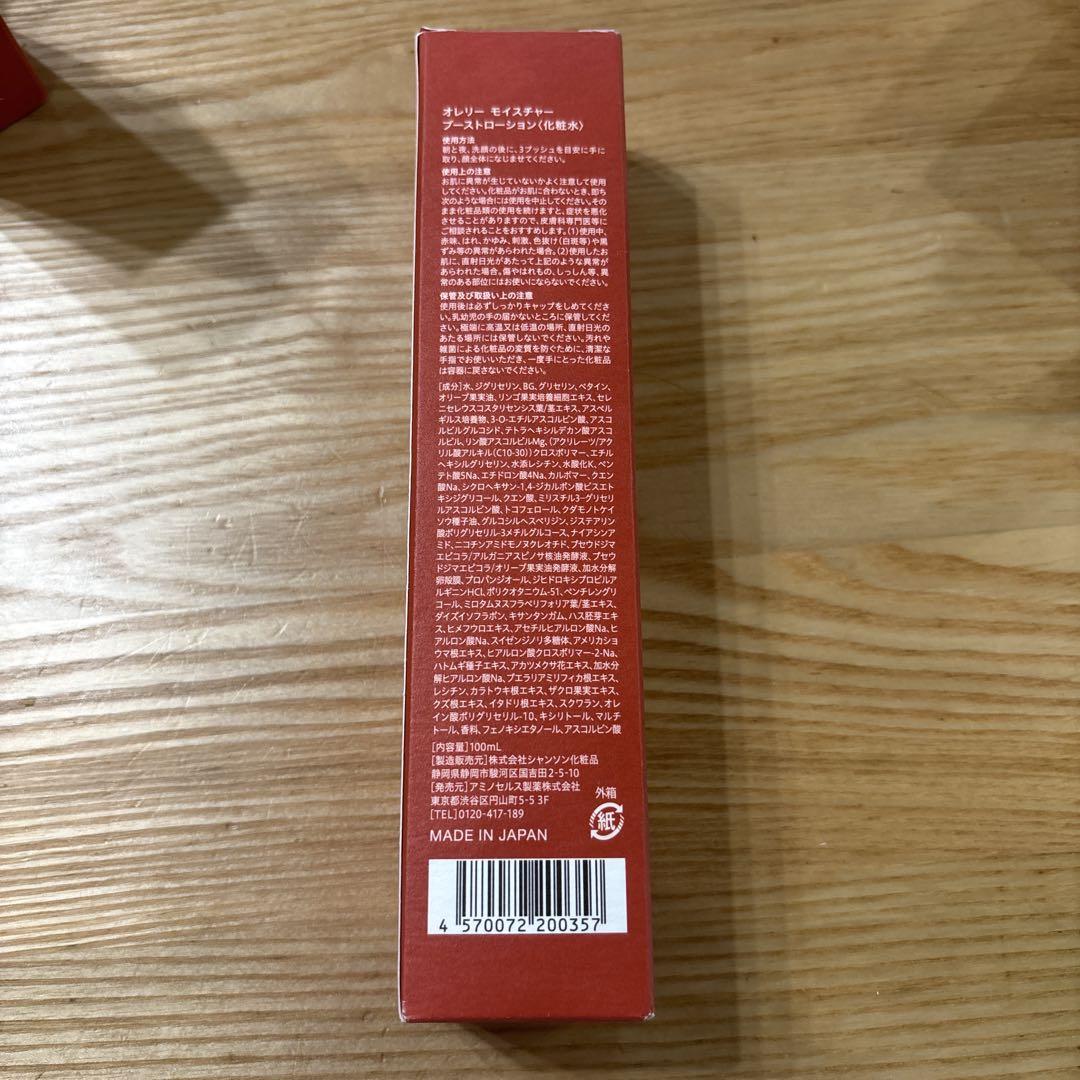 オレリー モイスチャー
ブーストローション〈化粧水〉
使用方法
朝と夜、洗顔の後に、3プッシュを目安に手に
取り、顔全体になじませてください。
使用上の注意
お肌に異常が生じていないかよく注意して使用
してください。化粧品がお肌に合わないとき、即ち
次のような場合には使用を中止してください。その
まま化粧品類の使用を続けますと、症状を悪化
させることがありますので、皮膚科専門医等に
ご相談されることをおすすめします。(1)使用中、
赤味、はれ、かゆみ、刺激、色抜け(白斑等)や黒
ずみ等の異常があらわれた場合。(2)使用したお
肌に、直射日光があたって上記のような異常が
あらわれた場合。傷やはれもの、しっしん等、異
常のある部位にはお使いにならないでください。
保管及び取扱い上の注意
使用後は必ずしっかりキャップをしめてくださ
い。乳幼児の手の届かないところに保管してくだ
さい。極端に高温又は低温の場所、直射日光の
あたる場所には保管しないでください。汚れや
雑菌による化粧品の変質を防ぐために、清潔な
手指でお使いいただき、一度手にとった化粧品
は容器に戻さないでください。
[成分]水、ジグリセリン、BG、グリセリン、ベタイン、
オリーブ果実油、リンゴ果実培養細胞エキス、セレ
ニセレウスコスタリセンシス葉/茎エキス、アスペ
ルギルス培養物、3-O-エチルアスコルビン酸、アスコ
ルビルグルコシド、テトラヘキシルデカン酸アスコ
ルビル、リン酸アスコルビルMg、(アクリレーツ/アク
リル酸アルキル(C10-30))クロスポリマー、エチル
ヘキシルグリセリン、水添レシチン、水酸化K、ペン
テト酸5Na、エチドロン酸4Na、カルボマー、クエン
酸Na、シクロヘキサン-1,4-ジカルボン酸ビスエト
キシジグリコール、クエン酸、ミリスチル3-グリセリ
ルアスコルビン酸、トコフェロール、クダモノトケイ
ソウ種子油、グルコシルヘスペリジン、ジステアリン
酸ポリグリセリル-3メチルグルコース、ナイアシンア
ミド、ニコチンアミドモノヌクレオチド、プセウドジマ
エピコラ/アルガニアスピノサ核油発酵液、プセウ
ドジマエピコラ/オリーブ果実油発酵液、加水分解
卵殻膜、プロパンジオール、ジヒドロキシプロピルア
ルギニンHCl、ポリクオタニウム-51、ペンチレングリ
コール、ミロタムヌスフラベリフォリア葉/茎エキス、
ダイズイソフラボン、キサンタンガム、ハス胚芽エキ
ス、ヒメフウロエキス、アセチルヒアルロン酸Na、ヒ
アルロン酸Na、スイゼンジノリ多糖体、アメリカショ
ウマ根エキス、ヒアルロン酸クロスポリマー-2-Na、
ハトムギ種子エキス、アカツメクサ花エキス、加水分
解ヒアルロン酸Na、プエラリアミリフィカ根エキス、
レシチン、カラトウキ根エキス、ザクロ果実エキス、
クズ根エキス、イタドリ根エキス、スクワラン、オレ
イン酸ポリグリセリル-10、キシリトール、マルチ
トール、香料、フェノキシエタノール、アスコルビン酸
[内容量]100mL
[製造販売元]株式会社シャンソン化粧品
静岡県静岡市駿河区国吉田2-5-10
[発売元]アミノセルス製薬株式会社
東京都渋谷区円山町5-5 3F
[TEL]0120-417-189
外箱
紙
MADE IN JAPAN
4 570072 200357